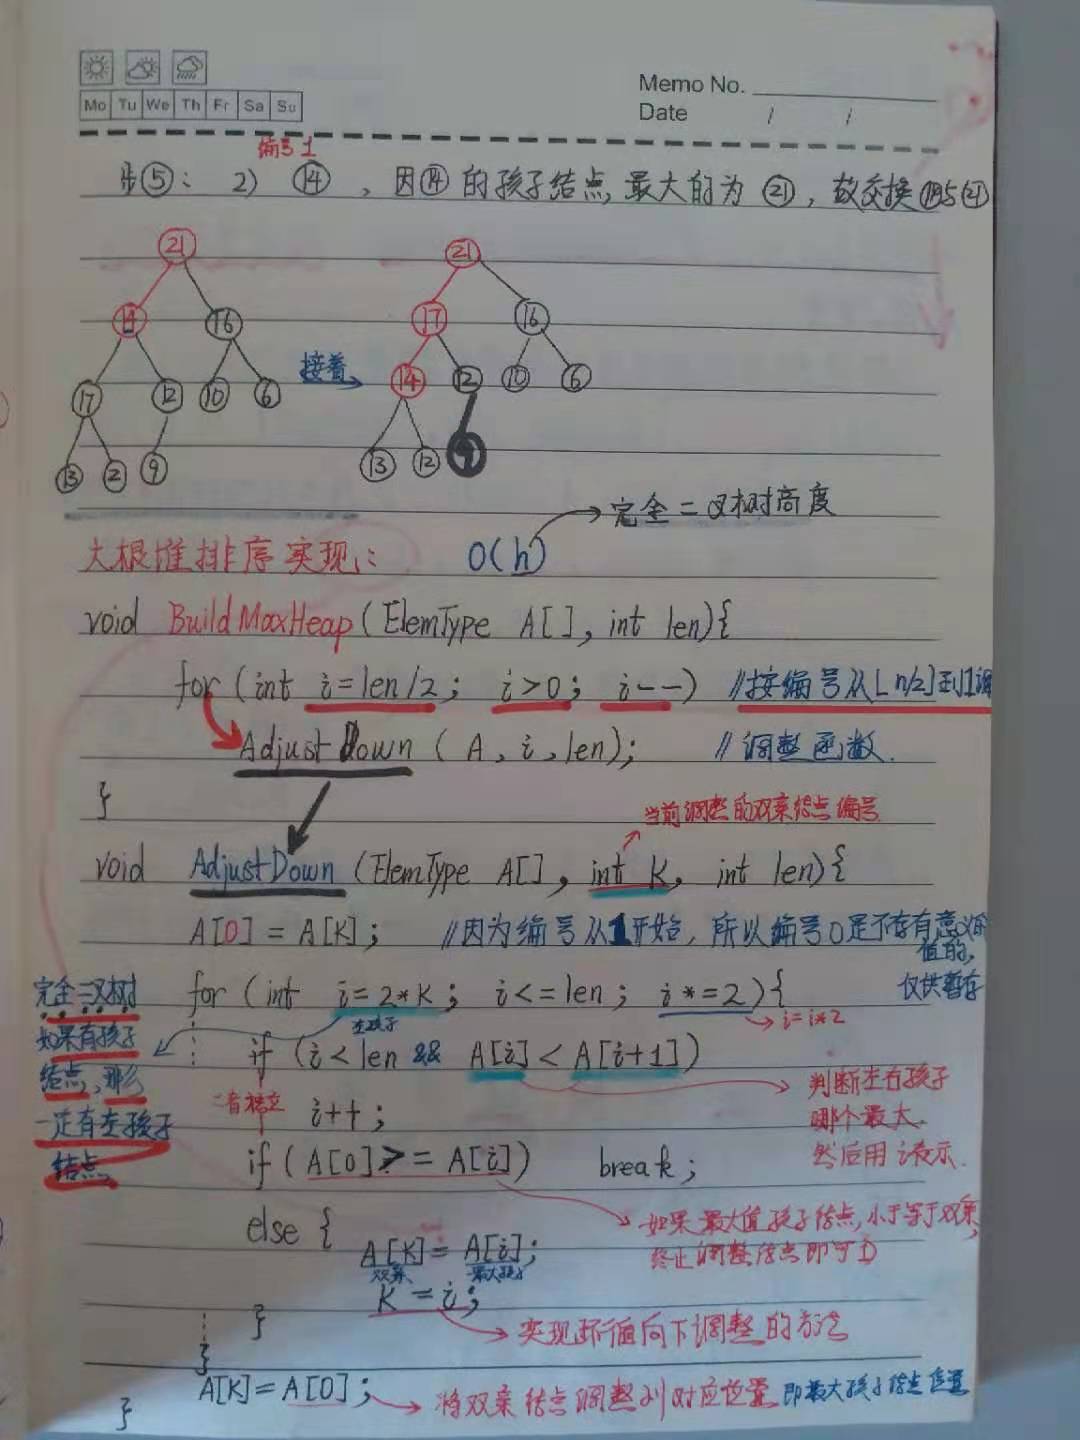 Memo No.
Mo Tu We Th Fr Sa Su
Date / /
编号1
步⑤: 2) ⑭ , 因⑭的孩子结点, 最大的为㉑, 故交换⑭与㉑
21 21
14 16 17 16
接着
17 12 10 6 14 12 10 6
13 2 9 13 12 9
完全二叉树高度
大根堆排序实现: O(h)
void BuildMaxHeap(ElemType A[], int len){
for (int i=len/2; i>0; i--) //按编号从[n/2]到1调
AdjustDown (A, i, len); //调整函数.
}
当前调整的双亲结点编号
void AdjustDown (ElemType A[], int K, int len){
A[0] = A[K]; //因为编号从1开始, 所以编号0是不存有意义的
值的,
仅供暂存
for (int i=2*K; i<=len; i*=2){
i=i*2
左孩子
完全二叉树
如果有孩子
结点, 那么
一定有左孩子
结点
if (i<len && A[i] < A[i+1])
判断左右孩子
哪个最大.
然后用i表示.
二者独立
i++;
if (A[0]>=A[i]) break;
如果最大值孩子结点, 小于等于双亲,
终止调整结点即可
else {
A[K]=A[i];
双亲 最大孩子
K = i;
}
实现环循向下调整的方法
}
A[K]=A[0]; 将双亲结点调整到对应位置 即最大孩子结点位置
}